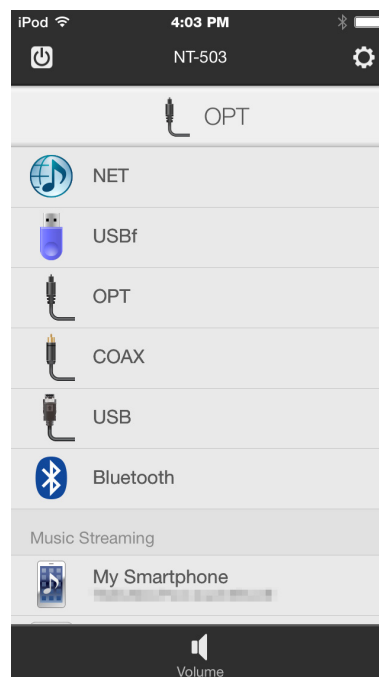 iPod 4:03 PM
NT-503
OPT
NET
USBf
OPT
COAX
USB
Bluetooth
Music Streaming
My Smartphone
Volume